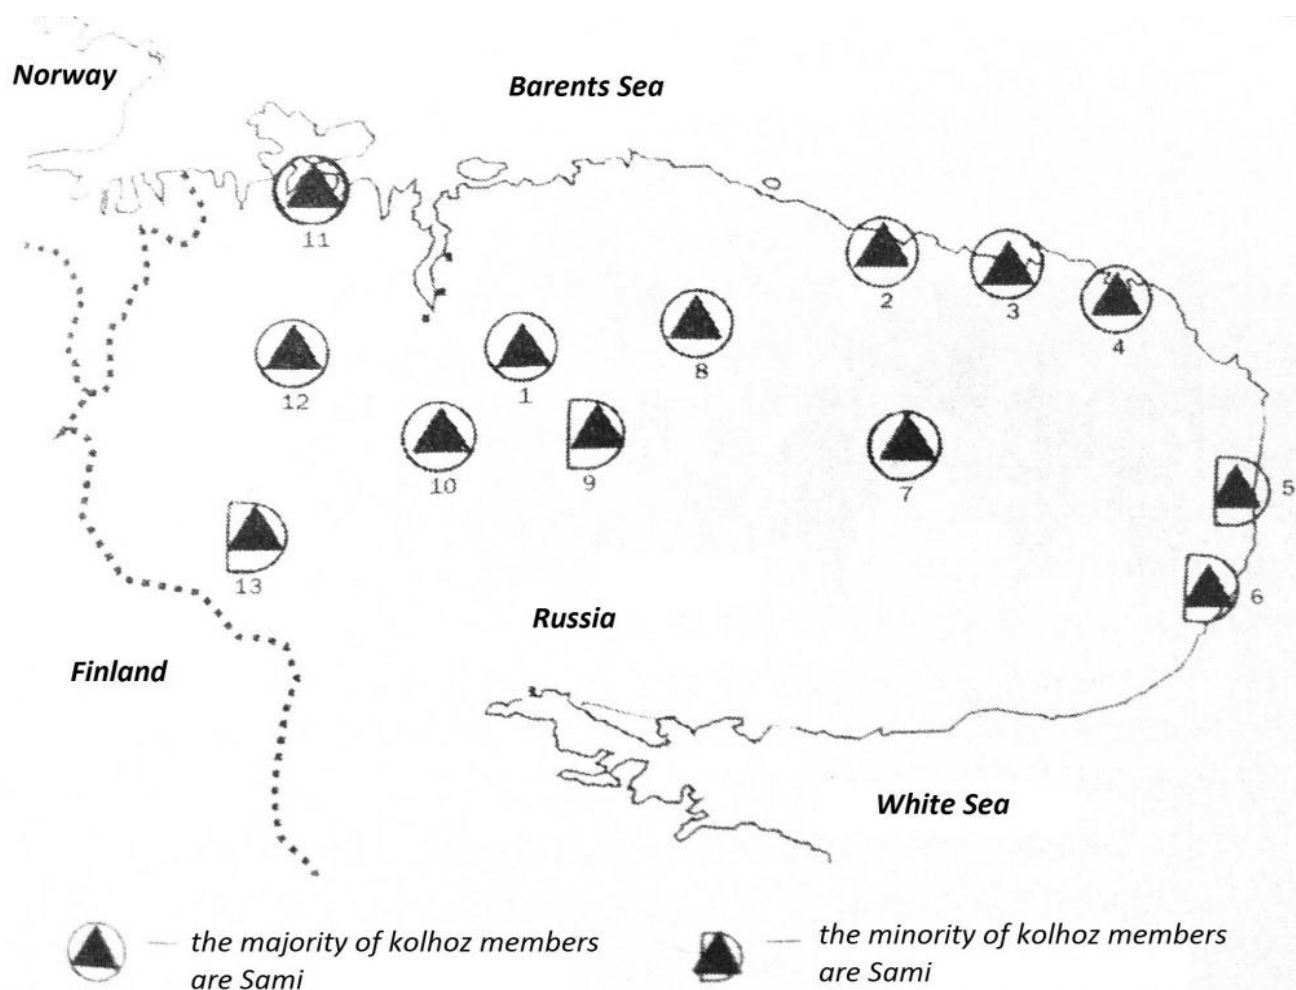 Norway
Barents Sea
11
2
3
4
8
12
1
10
9
7
5
13
6
Russia
Finland
White Sea
the majority of kolhoz members
are Sami
the minority of kolhoz members
are Sami